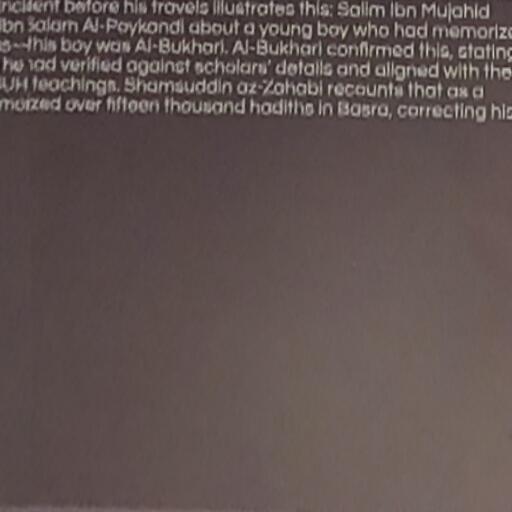 incident before his travels illustrates this: Salim Ibn Mujahid
Ibn Salam Al-Paykandi about a young boy who had memorize
s—this boy was Al-Bukhari. Al-Bukhari confirmed this, stating
he had verified against scholars' details and aligned with the
UH teachings. Shamsuddin az-Zahabi recounts that as a
morized over fifteen thousand hadiths in Basra, correcting his